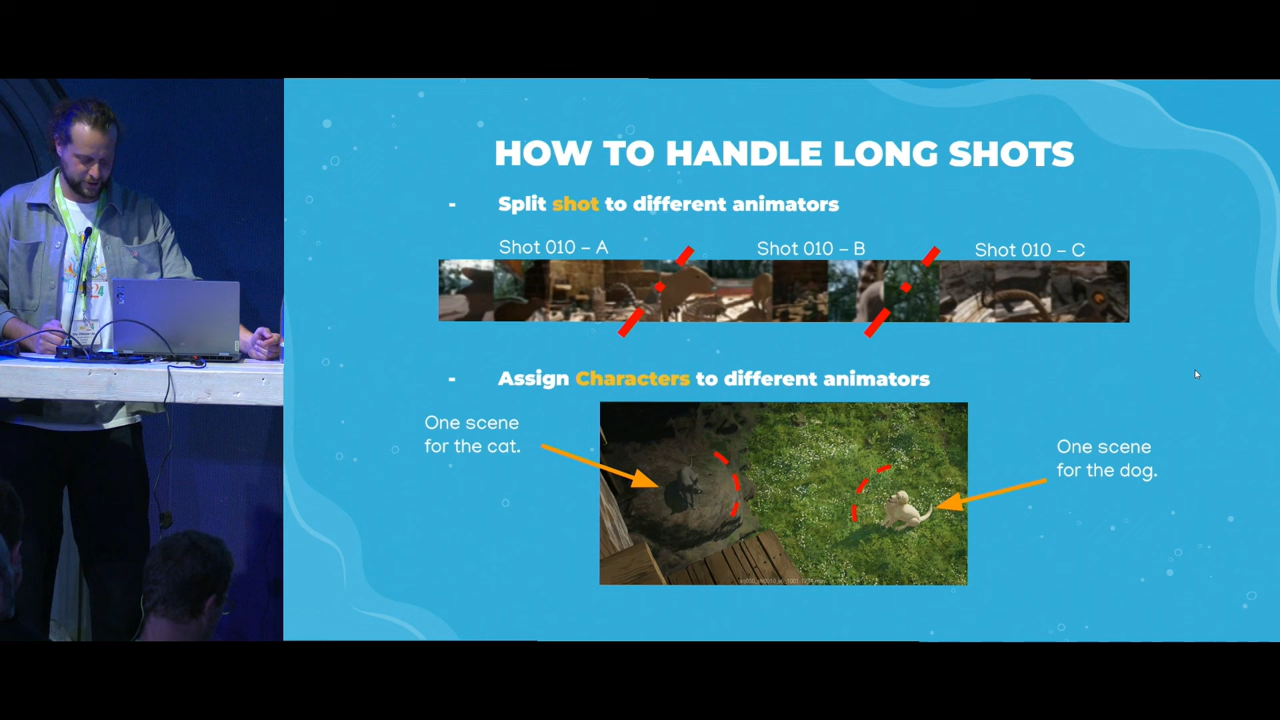 HOW TO HANDLE LONG SHOTS
- Split shot to different animators
Shot 010 – A
Shot 010 – B
Shot 010 – C
- Assign Characters to different animators
One scene
for the cat.
One scene
for the dog.